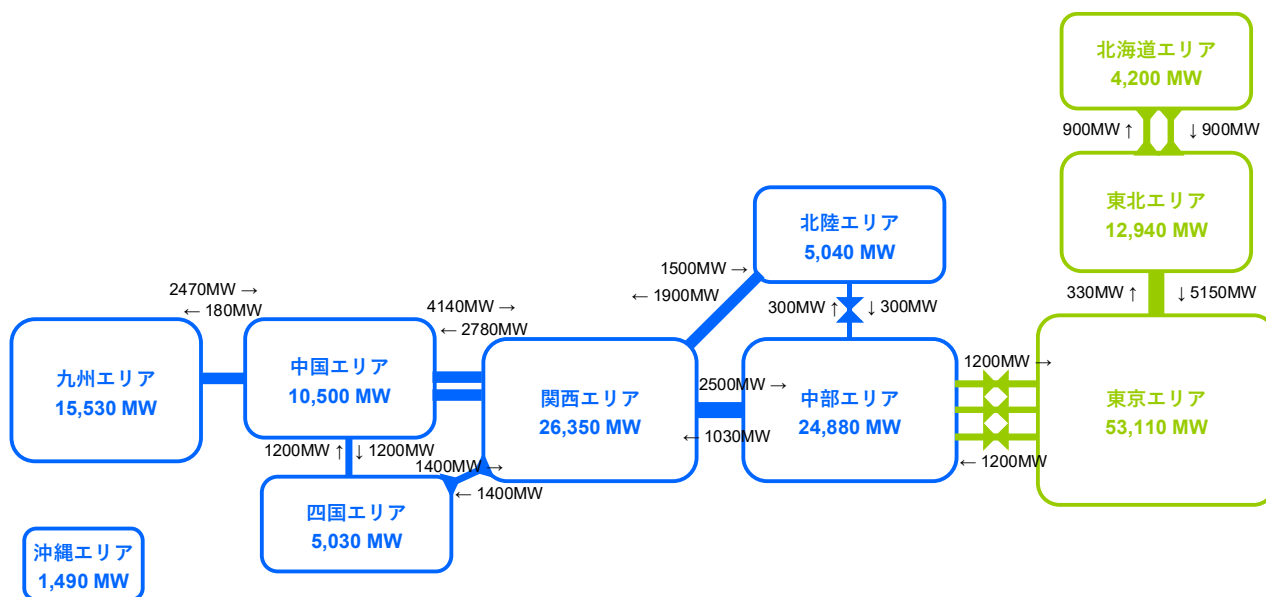 北海道エリア
4,200 MW
900MW ↑
↓ 900MW
東北エリア
12,940 MW
330MW ↑
↓ 5150MW
北陸エリア
5,040 MW
1500MW →
← 1900MW
300MW ↑
↓ 300MW
2470MW →
← 180MW
4140MW →
← 2780MW
九州エリア
15,530 MW
中国エリア
10,500 MW
関西エリア
26,350 MW
2500MW →
← 1030MW
中部エリア
24,880 MW
1200MW →
← 1200MW
東京エリア
53,110 MW
1200MW ↑
↓ 1200MW
1400MW →
← 1400MW
四国エリア
5,030 MW
沖縄エリア
1,490 MW